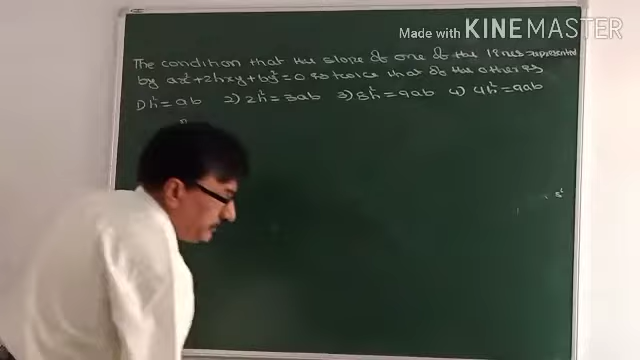 Made with KINEMASTER
The condition that the slope of one of the lines represented
by ax²+2hxy+by²=0 is twice that of the other is
1) h²=ab 2) 2h²=3ab 3) 8h²=9ab 4) 4h²=9ab